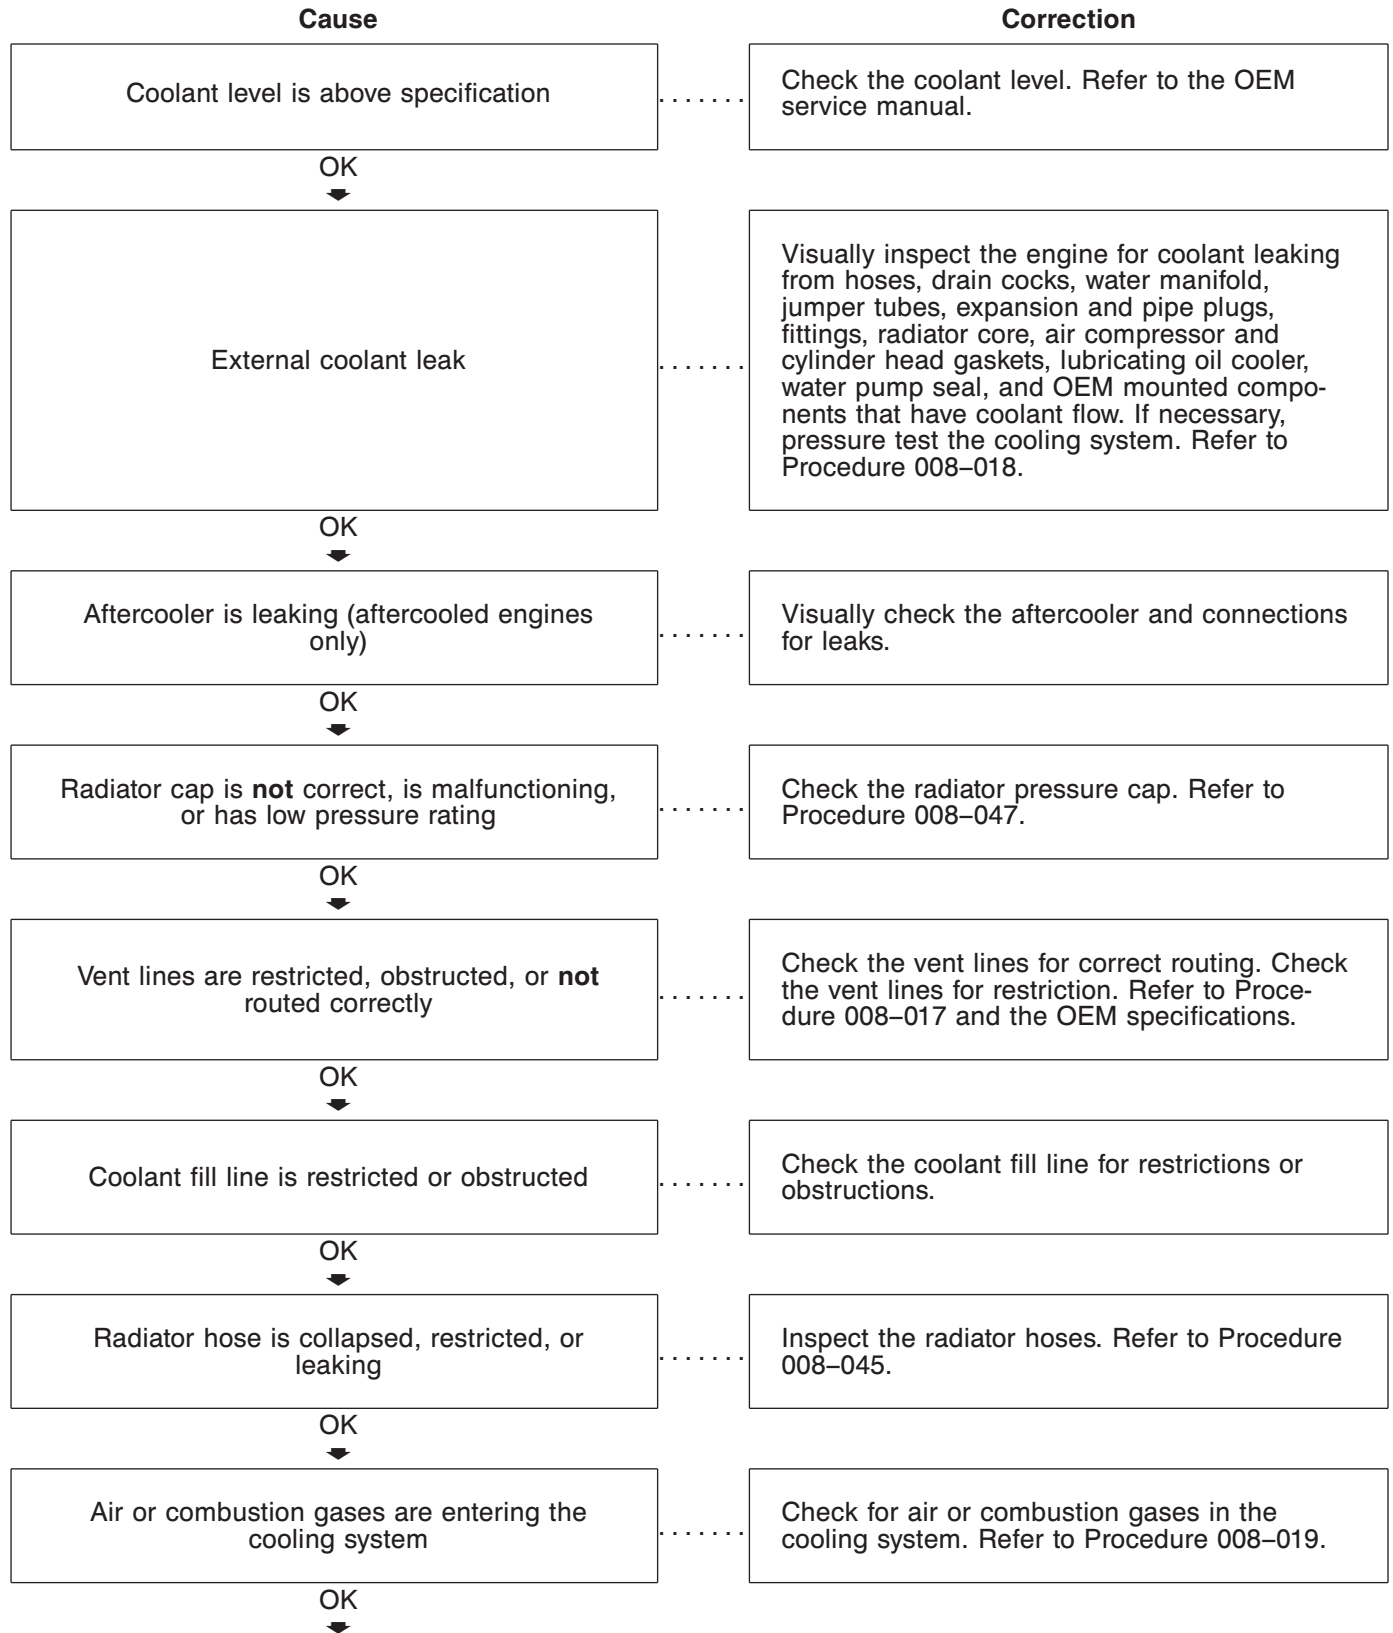 Cause
Correction
Coolant level is above specification
. . . . . . .
Check the coolant level. Refer to the OEM
service manual.
OK
External coolant leak
. . . . . . .
Visually inspect the engine for coolant leaking
from hoses, drain cocks, water manifold,
jumper tubes, expansion and pipe plugs,
fittings, radiator core, air compressor and
cylinder head gaskets, lubricating oil cooler,
water pump seal, and OEM mounted compo-
nents that have coolant flow. If necessary,
pressure test the cooling system. Refer to
Procedure 008–018.
OK
Aftercooler is leaking (aftercooled engines
only)
. . . . . . .
Visually check the aftercooler and connections
for leaks.
OK
Radiator cap is not correct, is malfunctioning,
or has low pressure rating
. . . . . . .
Check the radiator pressure cap. Refer to
Procedure 008–047.
OK
Vent lines are restricted, obstructed, or not
routed correctly
. . . . . . .
Check the vent lines for correct routing. Check
the vent lines for restriction. Refer to Proce-
dure 008–017 and the OEM specifications.
OK
Coolant fill line is restricted or obstructed
. . . . . . .
Check the coolant fill line for restrictions or
obstructions.
OK
Radiator hose is collapsed, restricted, or
leaking
. . . . . . .
Inspect the radiator hoses. Refer to Procedure
008–045.
OK
Air or combustion gases are entering the
cooling system
. . . . . . .
Check for air or combustion gases in the
cooling system. Refer to Procedure 008–019.
OK